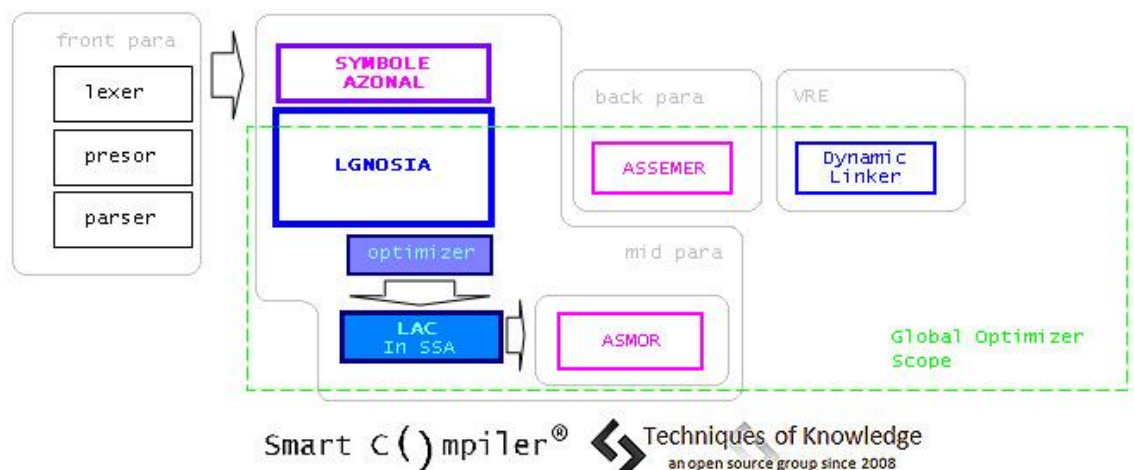 front para
lexer
presor
parser
SYMBOLE
AZONAL
LGNOSIA
optimizer
LAC
In SSA
mid para
ASMOR
back para
ASSEMER
VRE
Dynamic
Linker
Global Optimizer
Scope
Smart C()mpiler®
Techniques of Knowledge
an open source group since 2008